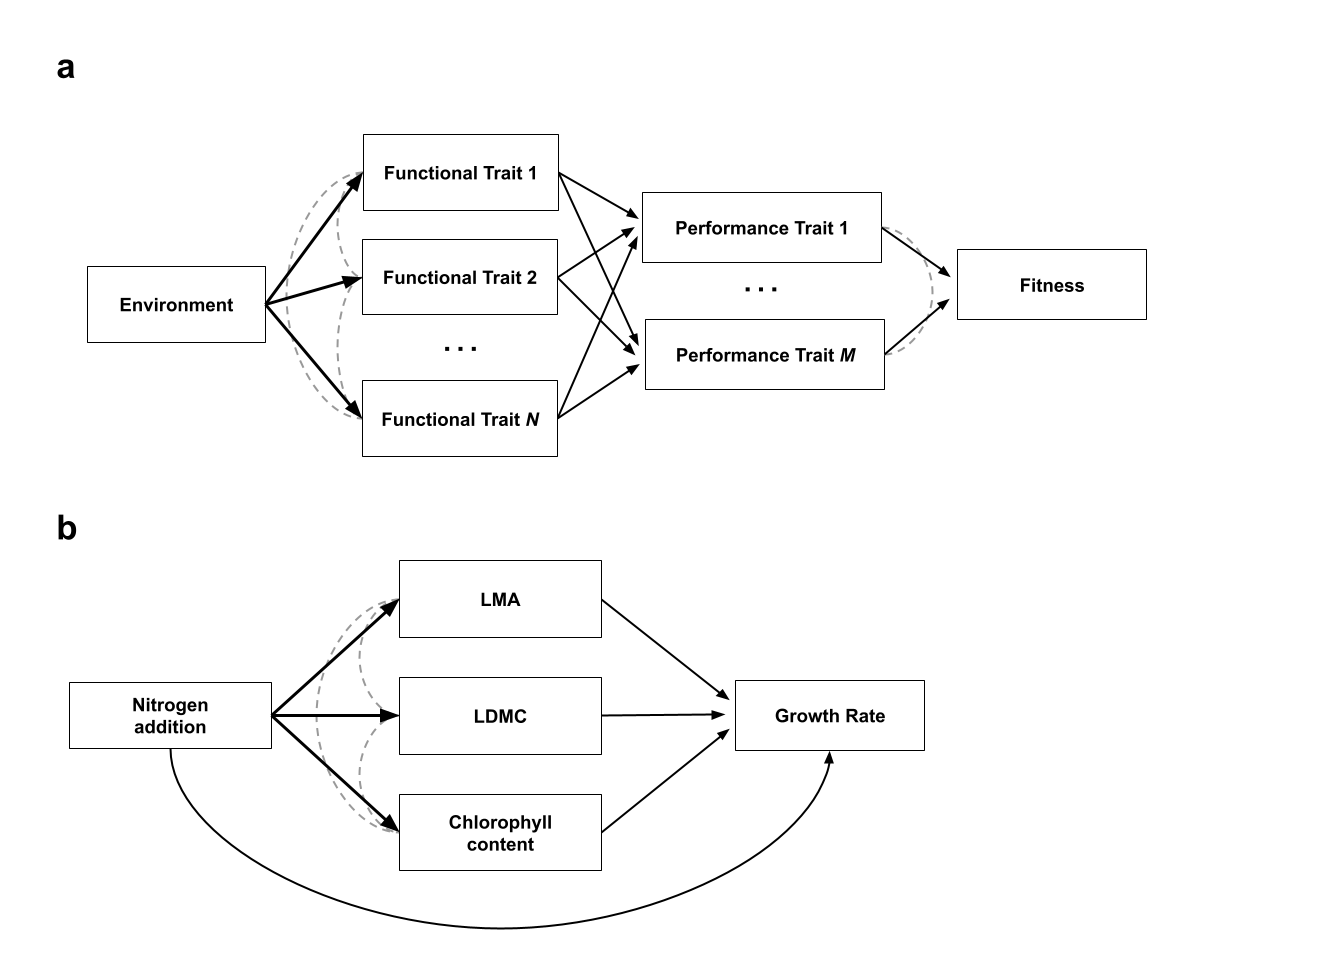 a
Functional Trait 1
Performance Trait 1
Functional Trait 2
Environment
Fitness
. . .
. . .
Performance Trait M
Functional Trait N
b
LMA
Nitrogen
addition
LDMC
Growth Rate
Chlorophyll
content